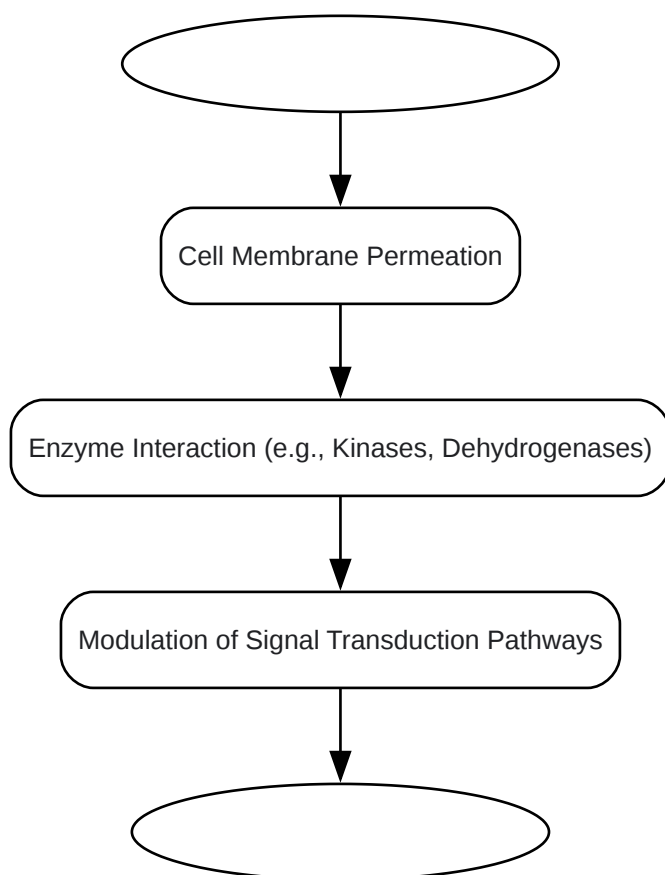 Cell Membrane Permeation
Enzyme Interaction (e.g., Kinases, Dehydrogenases)
Modulation of Signal Transduction Pathways